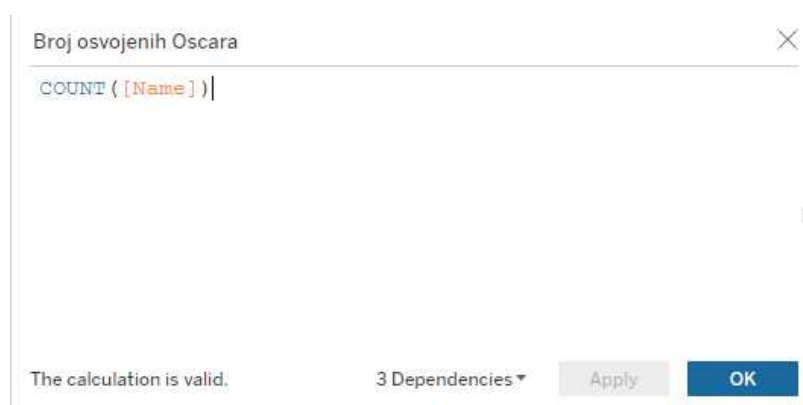 Broj osvojenih Oscara
COUNT([Name])
The calculation is valid.
3 Dependencies
Apply
OK